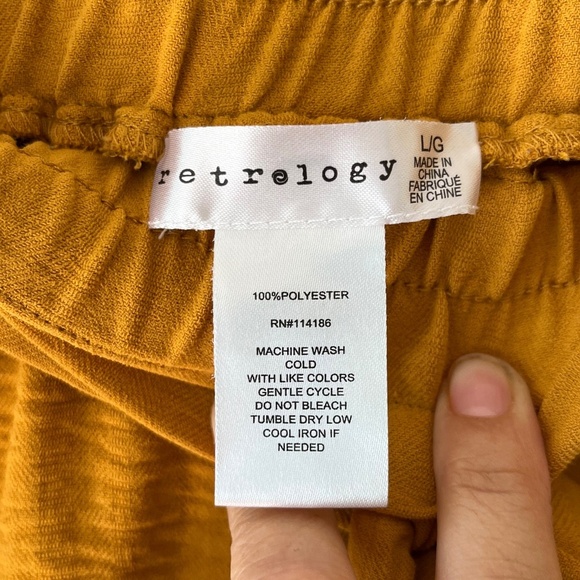 retrology
L/G
MADE IN
CHINA
FABRIQUÉ
EN CHINE
100%POLYESTER
RN#114186
MACHINE WASH
COLD
WITH LIKE COLORS
GENTLE CYCLE
DO NOT BLEACH
TUMBLE DRY LOW
COOL IRON IF
NEEDED